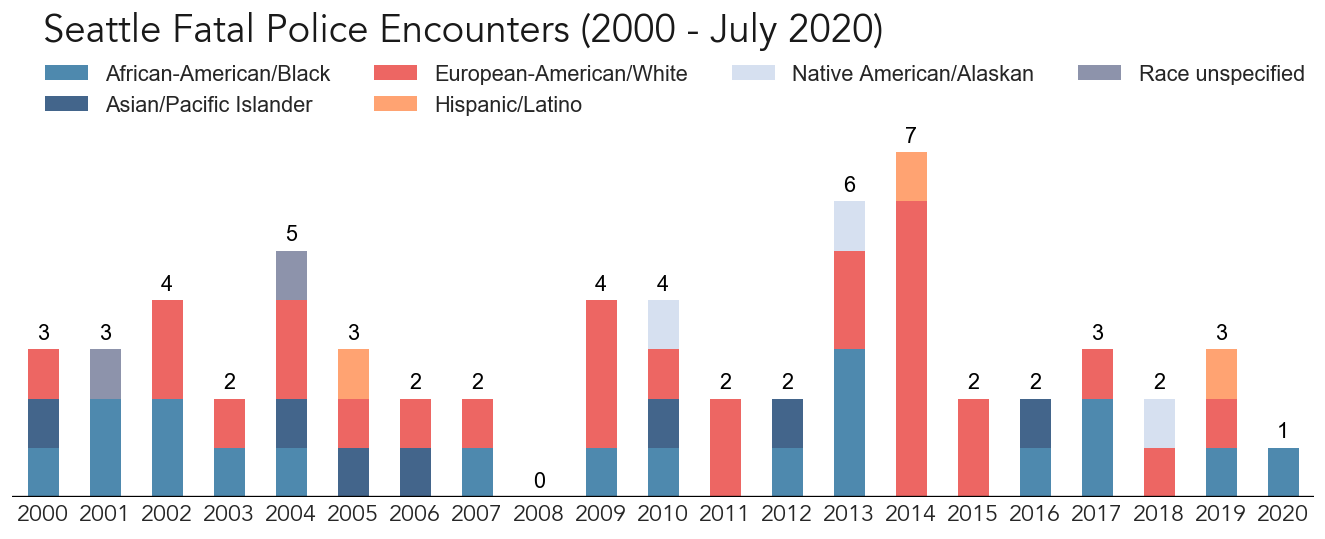 Seattle Fatal Police Encounters (2000 - July 2020)
African-American/Black European-American/White Native American/Alaskan Race unspecified
Asian/Pacific Islander Hispanic/Latino
7
6
5
4 4 4
3 3 3 3 3
2 2 2 2 2 2 2 2
1
0
2000 2001 2002 2003 2004 2005 2006 2007 2008 2009 2010 2011 2012 2013 2014 2015 2016 2017 2018 2019 2020